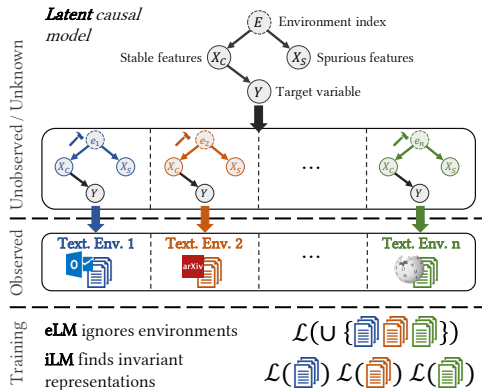 Latent causal
model
E
Environment index
Stable features
X_C
X_S
Spurious features
Y
Target variable
Unobserved / Unknown
e_1
X_C
X_S
Y
e_2
X_C
X_S
Y
...
e_n
X_C
X_S
Y
Observed
Text. Env. 1
Text. Env. 2
...
Text. Env. n
O
arXiv
W
Training
eLM ignores environments
ℒ(∪ { })
iLM finds invariant
representations
ℒ( ) ℒ( ) ℒ( )